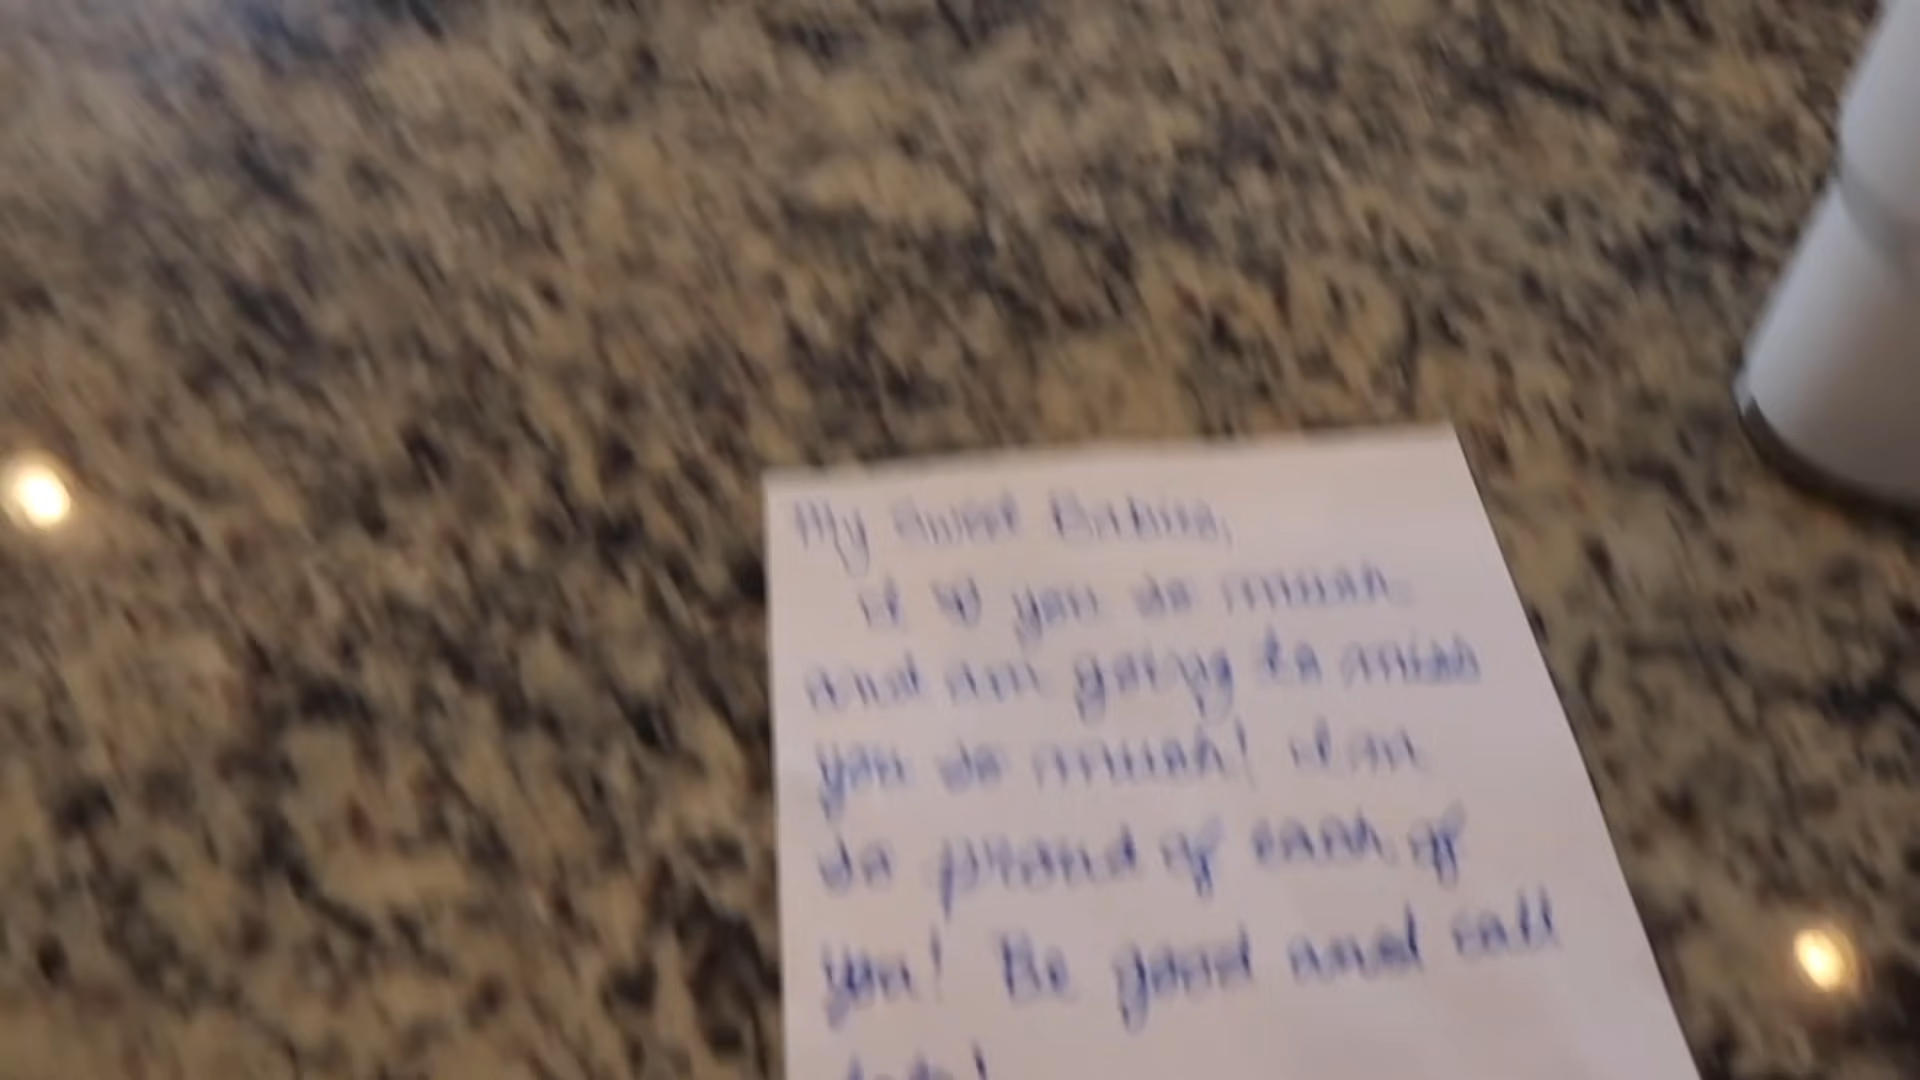 My Sweet Babies,
I ♥ you so much
and am going to miss
you so much! I'm
so proud of each of
you! Be good and call